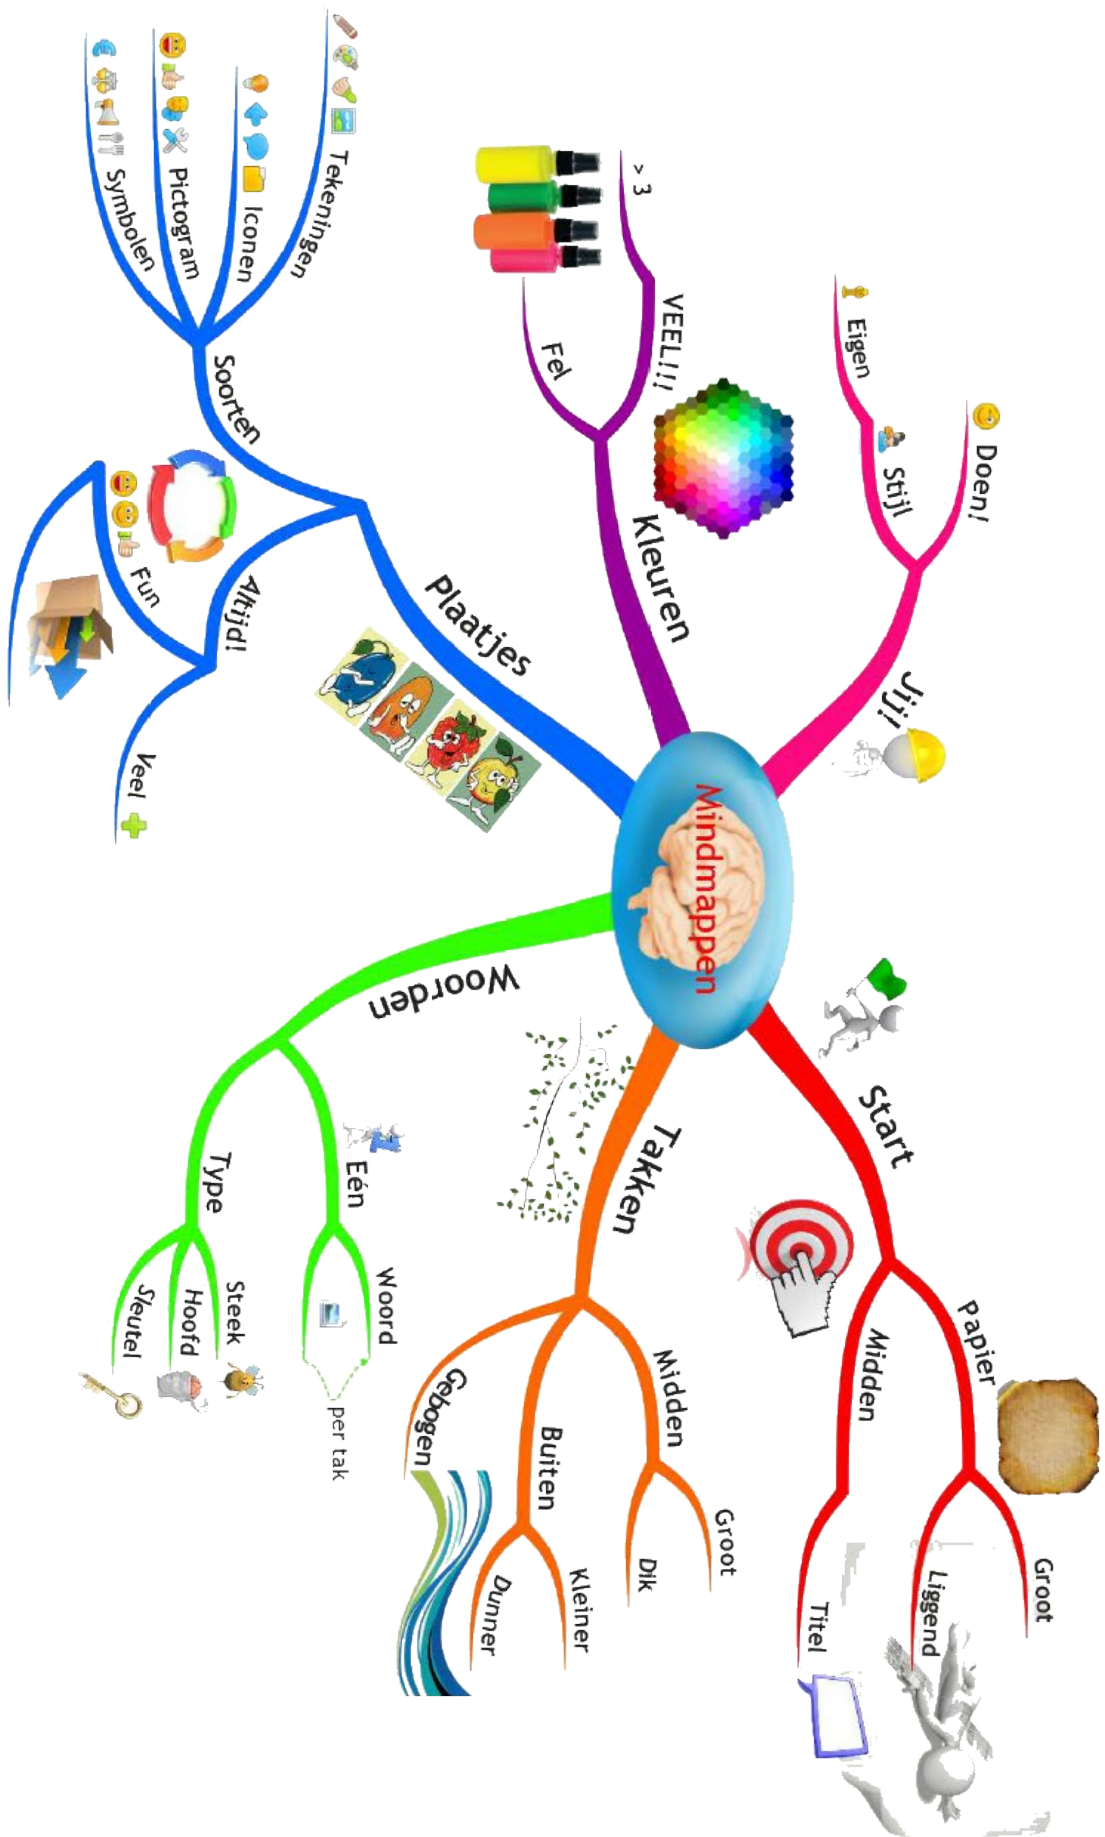 Mindmappen
Start
Papier
Groot
Liggend
Midden
Titel
Takken
Midden
Groot
Dik
Buiten
Kleiner
Dunner
Gebogen
Woorden
Eén
Woord
per tak
Type
Steek
Hoofd
Sleutel
Plaatjes
Soorten
Tekeningen
Iconen
Pictogram
Symbolen
Altijd!
Fun
Veel
Kleuren
VEEL!!!
> 3
Fel
Jij!
Doen!
Stijl
Eigen